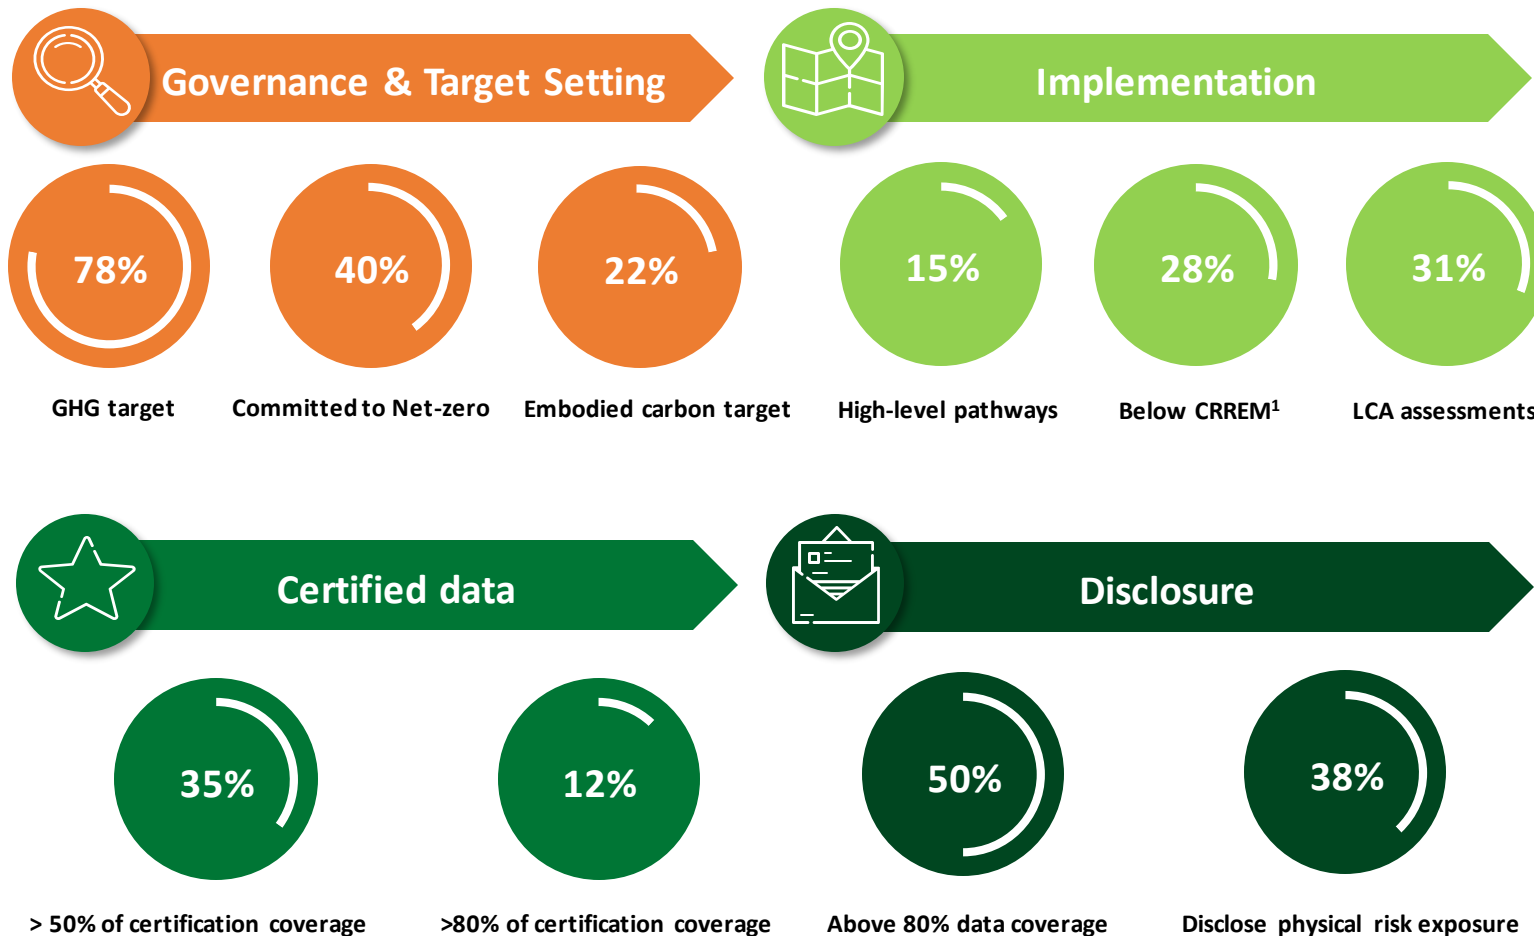 Governance & Target Setting
Implementation
78%
40%
22%
15%
28%
31%
GHG target
Committed to Net-zero
Embodied carbon target
High-level pathways
Below CRREM¹
LCA assessments
Certified data
Disclosure
35%
12%
50%
38%
> 50% of certification coverage
>80% of certification coverage
Above 80% data coverage
Disclose physical risk exposure